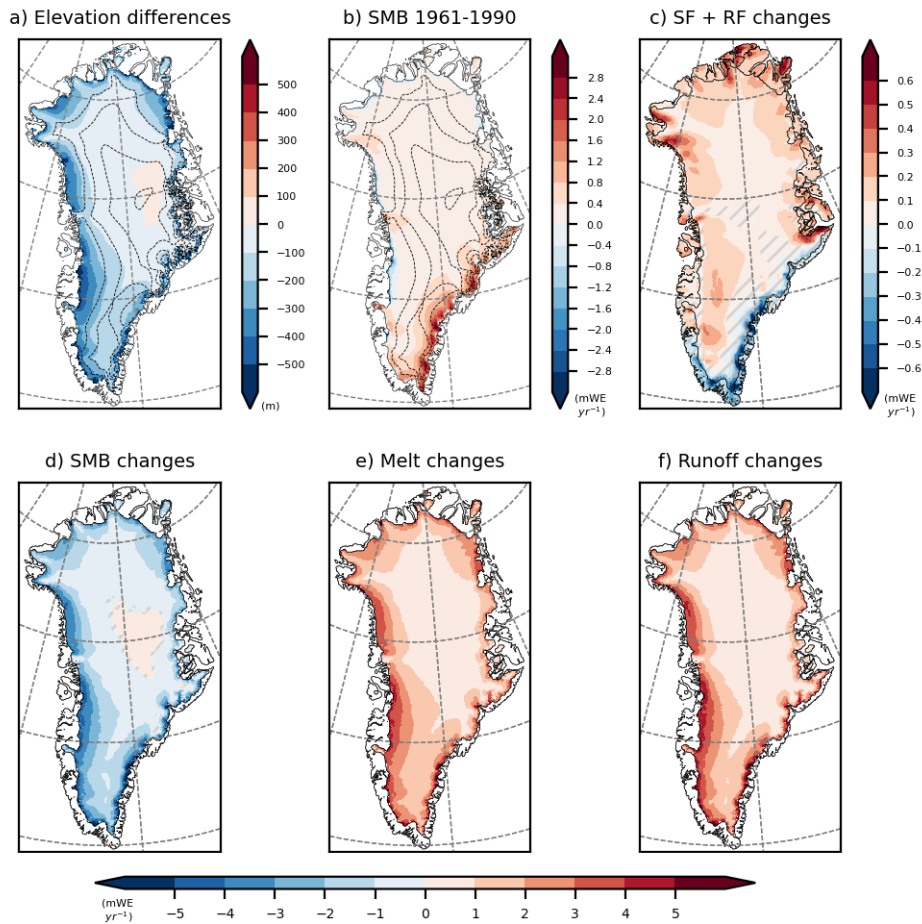 a) Elevation differences
b) SMB 1961-1990
c) SF + RF changes
500
400
300
200
100
0
−100
−200
−300
−400
−500
(m)
2.8
2.4
2.0
1.6
1.2
0.8
0.4
0.0
−0.4
−0.8
−1.2
−1.6
−2.0
−2.4
−2.8
(mWE
yr⁻¹)
0.6
0.5
0.4
0.3
0.2
0.1
0.0
−0.1
−0.2
−0.3
−0.4
−0.5
−0.6
(mWE
yr⁻¹)
d) SMB changes
e) Melt changes
f) Runoff changes
(mWE
yr⁻¹)
−5 −4 −3 −2 −1 0 1 2 3 4 5